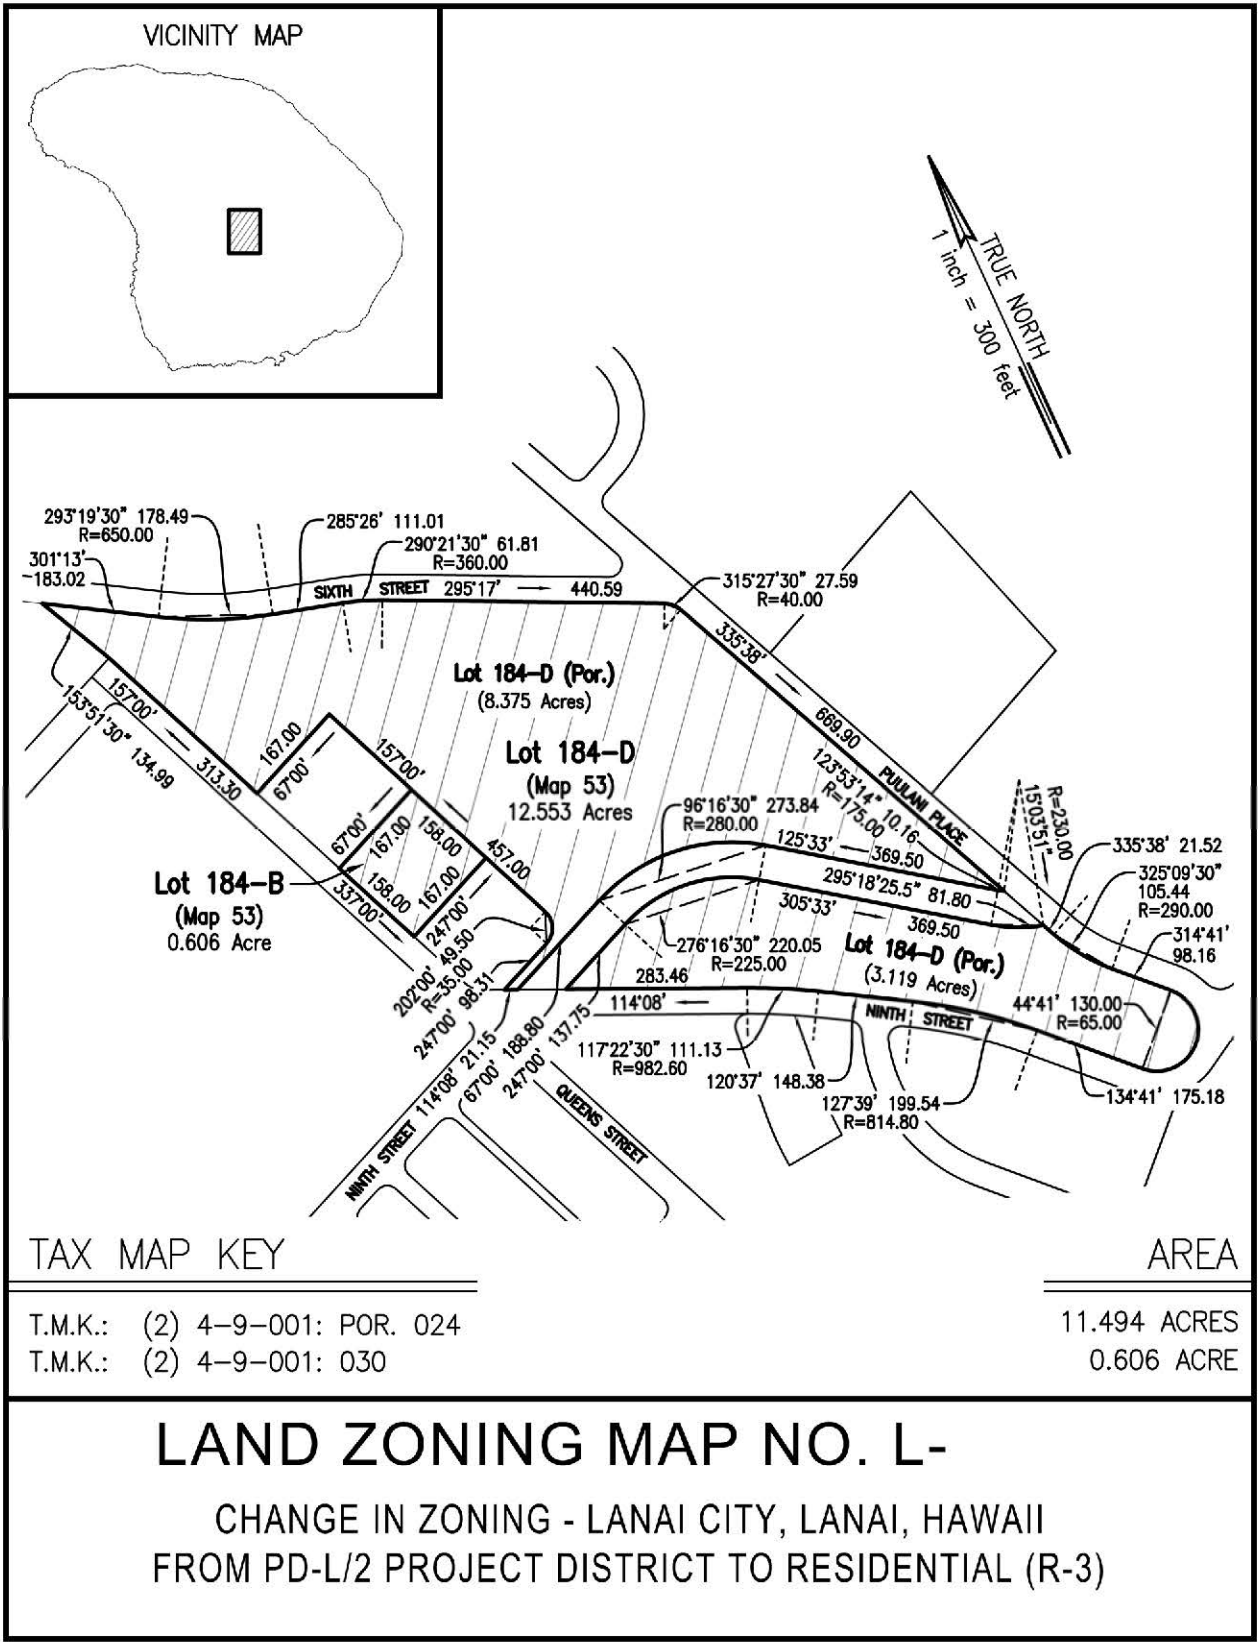 VICINITY MAP
TRUE NORTH
1 inch = 300 feet
293°19'30" 178.49
R=650.00
301°13'
183.02
285°26' 111.01
290°21'30" 61.81
R=360.00
SIXTH STREET 295°17' 440.59
315°27'30" 27.59
R=40.00
335°38'
669.90
PUULANI PLACE
Lot 184-D (Por.)
(8.375 Acres)
Lot 184-D
(Map 53)
12.553 Acres
157°00'
313.30
153°51'30" 134.99
167.00
67°00'
157°00'
457.00
67°00'
167.00
158.00
158.00
167.00
337°00'
247°00'
Lot 184-B
(Map 53)
0.606 Acre
123°53'14" 10.16
R=175.00
96°16'30" 273.84
R=280.00
125°33' 369.50
295°18'25.5" 81.80
305°33' 369.50
R=230.00
15°03'51"
335°38' 21.52
325°09'30"
105.44
R=290.00
314°41'
98.16
276°16'30" 220.05
R=225.00
Lot 184-D (Por.)
(3.119 Acres)
44°41' 130.00
R=65.00
202°00' 49.50
R=35.00
247°00' 98.31
283.46
114°08'
NINTH STREET
117°22'30" 111.13
R=982.60
120°37' 148.38
127°39' 199.54
R=814.80
134°41' 175.18
NINTH STREET
114°08' 21.15
67°00' 188.80
247°00' 137.75
QUEENS STREET
TAX MAP KEY
AREA
T.M.K.: (2) 4-9-001: POR. 024
11.494 ACRES
T.M.K.: (2) 4-9-001: 030
0.606 ACRE
LAND ZONING MAP NO. L-
CHANGE IN ZONING - LANAI CITY, LANAI, HAWAII
FROM PD-L/2 PROJECT DISTRICT TO RESIDENTIAL (R-3)